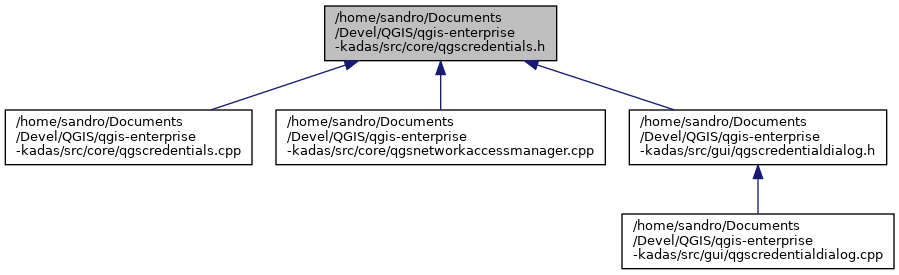 /home/sandro/Documents
/Devel/QGIS/qgis-enterprise
-kadas/src/core/qgscredentials.h
/home/sandro/Documents
/Devel/QGIS/qgis-enterprise
-kadas/src/core/qgscredentials.cpp
/home/sandro/Documents
/Devel/QGIS/qgis-enterprise
-kadas/src/core/qgsnetworkaccessmanager.cpp
/home/sandro/Documents
/Devel/QGIS/qgis-enterprise
-kadas/src/gui/qgscredentialdialog.h
/home/sandro/Documents
/Devel/QGIS/qgis-enterprise
-kadas/src/gui/qgscredentialdialog.cpp